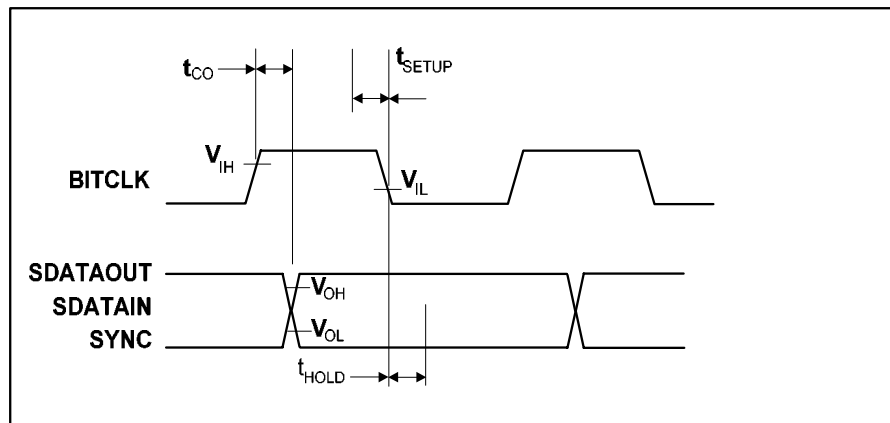 tCO
tSETUP
VIH
BITCLK
VIL
SDATAOUT
VOH
SDATAIN
SYNC
VOL
tHOLD